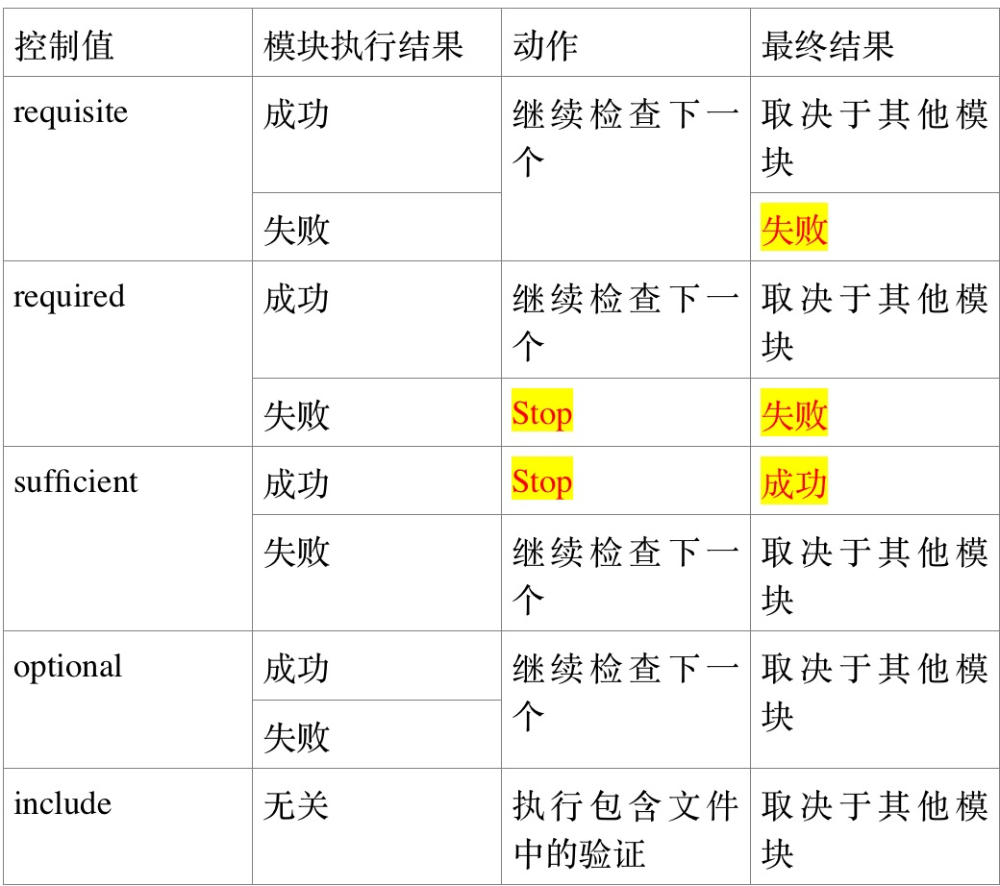 控制值 模块执行结果 动作 最终结果
requisite 成功 继续检查下一 取决于其他模
个 块
失败 失败
required 成功 继续检查下一 取决于其他模
个 块
失败 Stop 失败
sufficient 成功 Stop 成功
失败 继续检查下一 取决于其他模
个 块
optional 成功 继续检查下一 取决于其他模
个 块
失败
include 无关 执行包含文件 取决于其他模
中的验证 块